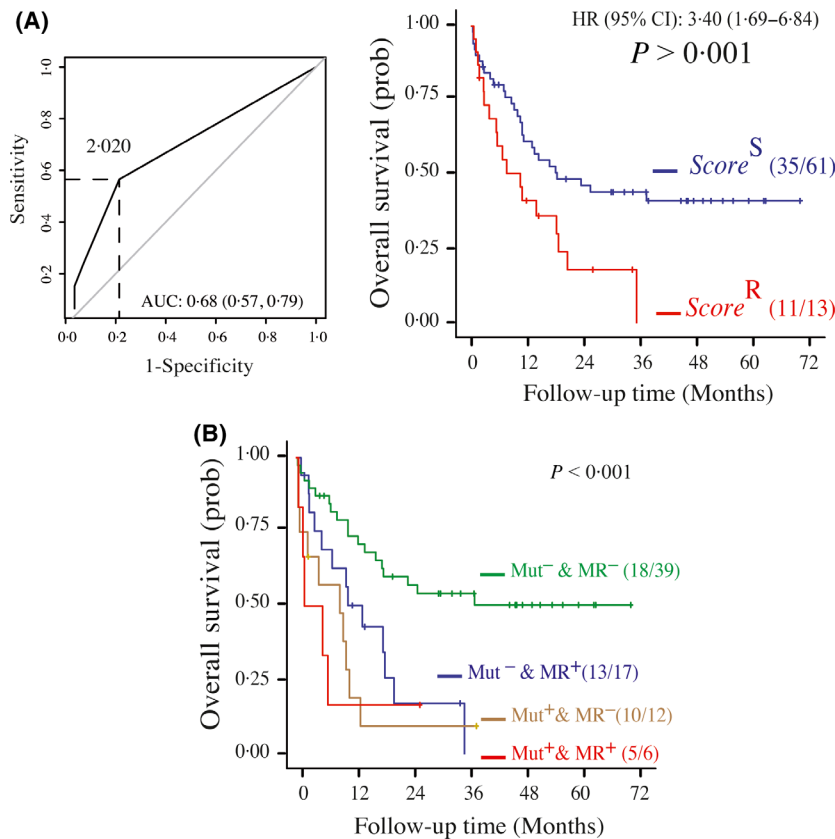 (A)
1·0
0·8
0·6
0·4
0·2
Sensitivity
2·020
AUC: 0·68 (0·57, 0·79)
0·0 0·2 0·4 0·6 0·8 1·0
1-Specificity
HR (95% CI): 3·40 (1·69–6·84)
P > 0·001
1·00
0·75
0·50
0·25
0·00
Overall survival (prob)
Score S (35/61)
Score R (11/13)
0 12 24 36 48 60 72
Follow-up time (Months)
(B)
P < 0·001
1·00
0·75
0·50
0·25
0·00
Overall survival (prob)
Mut− & MR− (18/39)
Mut − & MR+ (13/17)
Mut+ & MR− (10/12)
Mut+ & MR+ (5/6)
0 12 24 36 48 60 72
Follow-up time (Months)